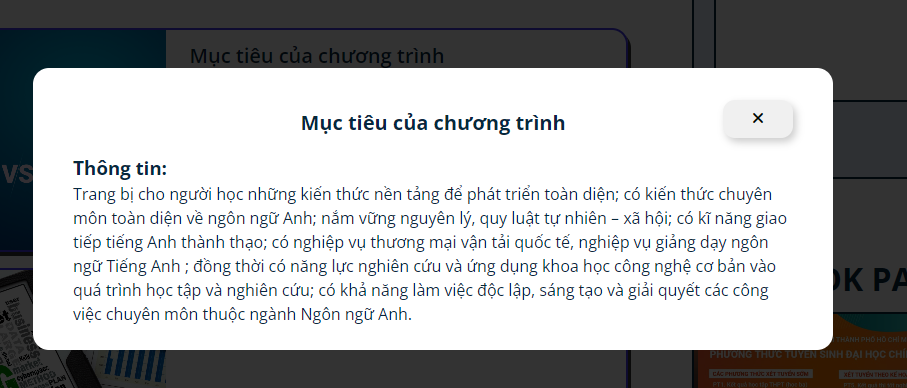 Mục tiêu của chương trình
Mục tiêu của chương trình
Thông tin:
Trang bị cho người học những kiến thức nền tảng để phát triển toàn diện; có kiến thức chuyên
môn toàn diện về ngôn ngữ Anh; nắm vững nguyên lý, quy luật tự nhiên – xã hội; có kĩ năng giao
tiếp tiếng Anh thành thạo; có nghiệp vụ thương mại vận tải quốc tế, nghiệp vụ giảng dạy ngôn
ngữ Tiếng Anh ; đồng thời có năng lực nghiên cứu và ứng dụng khoa học công nghệ cơ bản vào
quá trình học tập và nghiên cứu; có khả năng làm việc độc lập, sáng tạo và giải quyết các công
việc chuyên môn thuộc ngành Ngôn ngữ Anh.
VS
OK PA
PHƯƠNG THỨC TUYỂN SINH ĐẠI HỌC CHÍ